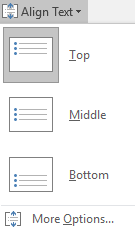 Align Text
Top
Middle
Bottom
More Options...